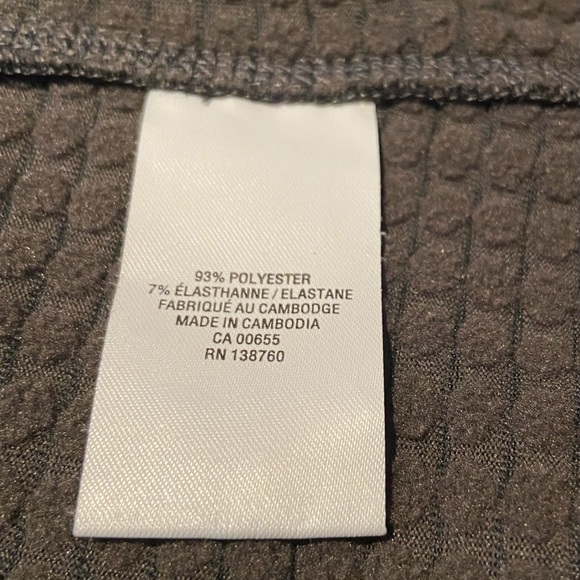 93% POLYESTER
7% ÉLASTHANNE / ELASTANE
FABRIQUÉ AU CAMBODGE
MADE IN CAMBODIA
CA 00655
RN 138760